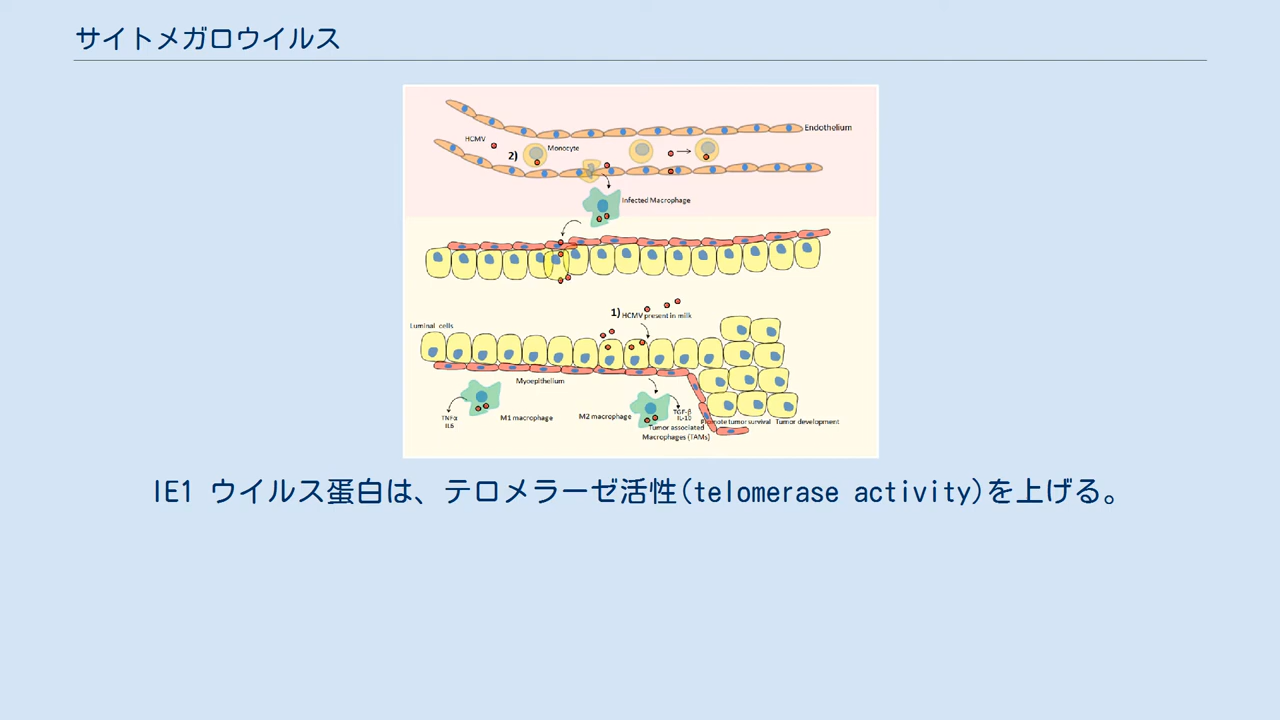 サイトメガロウイルス
Endothelium
HCMV
2)
Monocyte
Infected Macrophage
1) HCMV present in milk
Luminal cells
Myoepithelium
TNFα
IL6
M1 macrophage
M2 macrophage
TGF-β
IL-10
Promote tumor survival
Tumor development
Tumor associated
Macrophages (TAMs)
IE1 ウイルス蛋白は、テロメラーゼ活性(telomerase activity)を上げる。